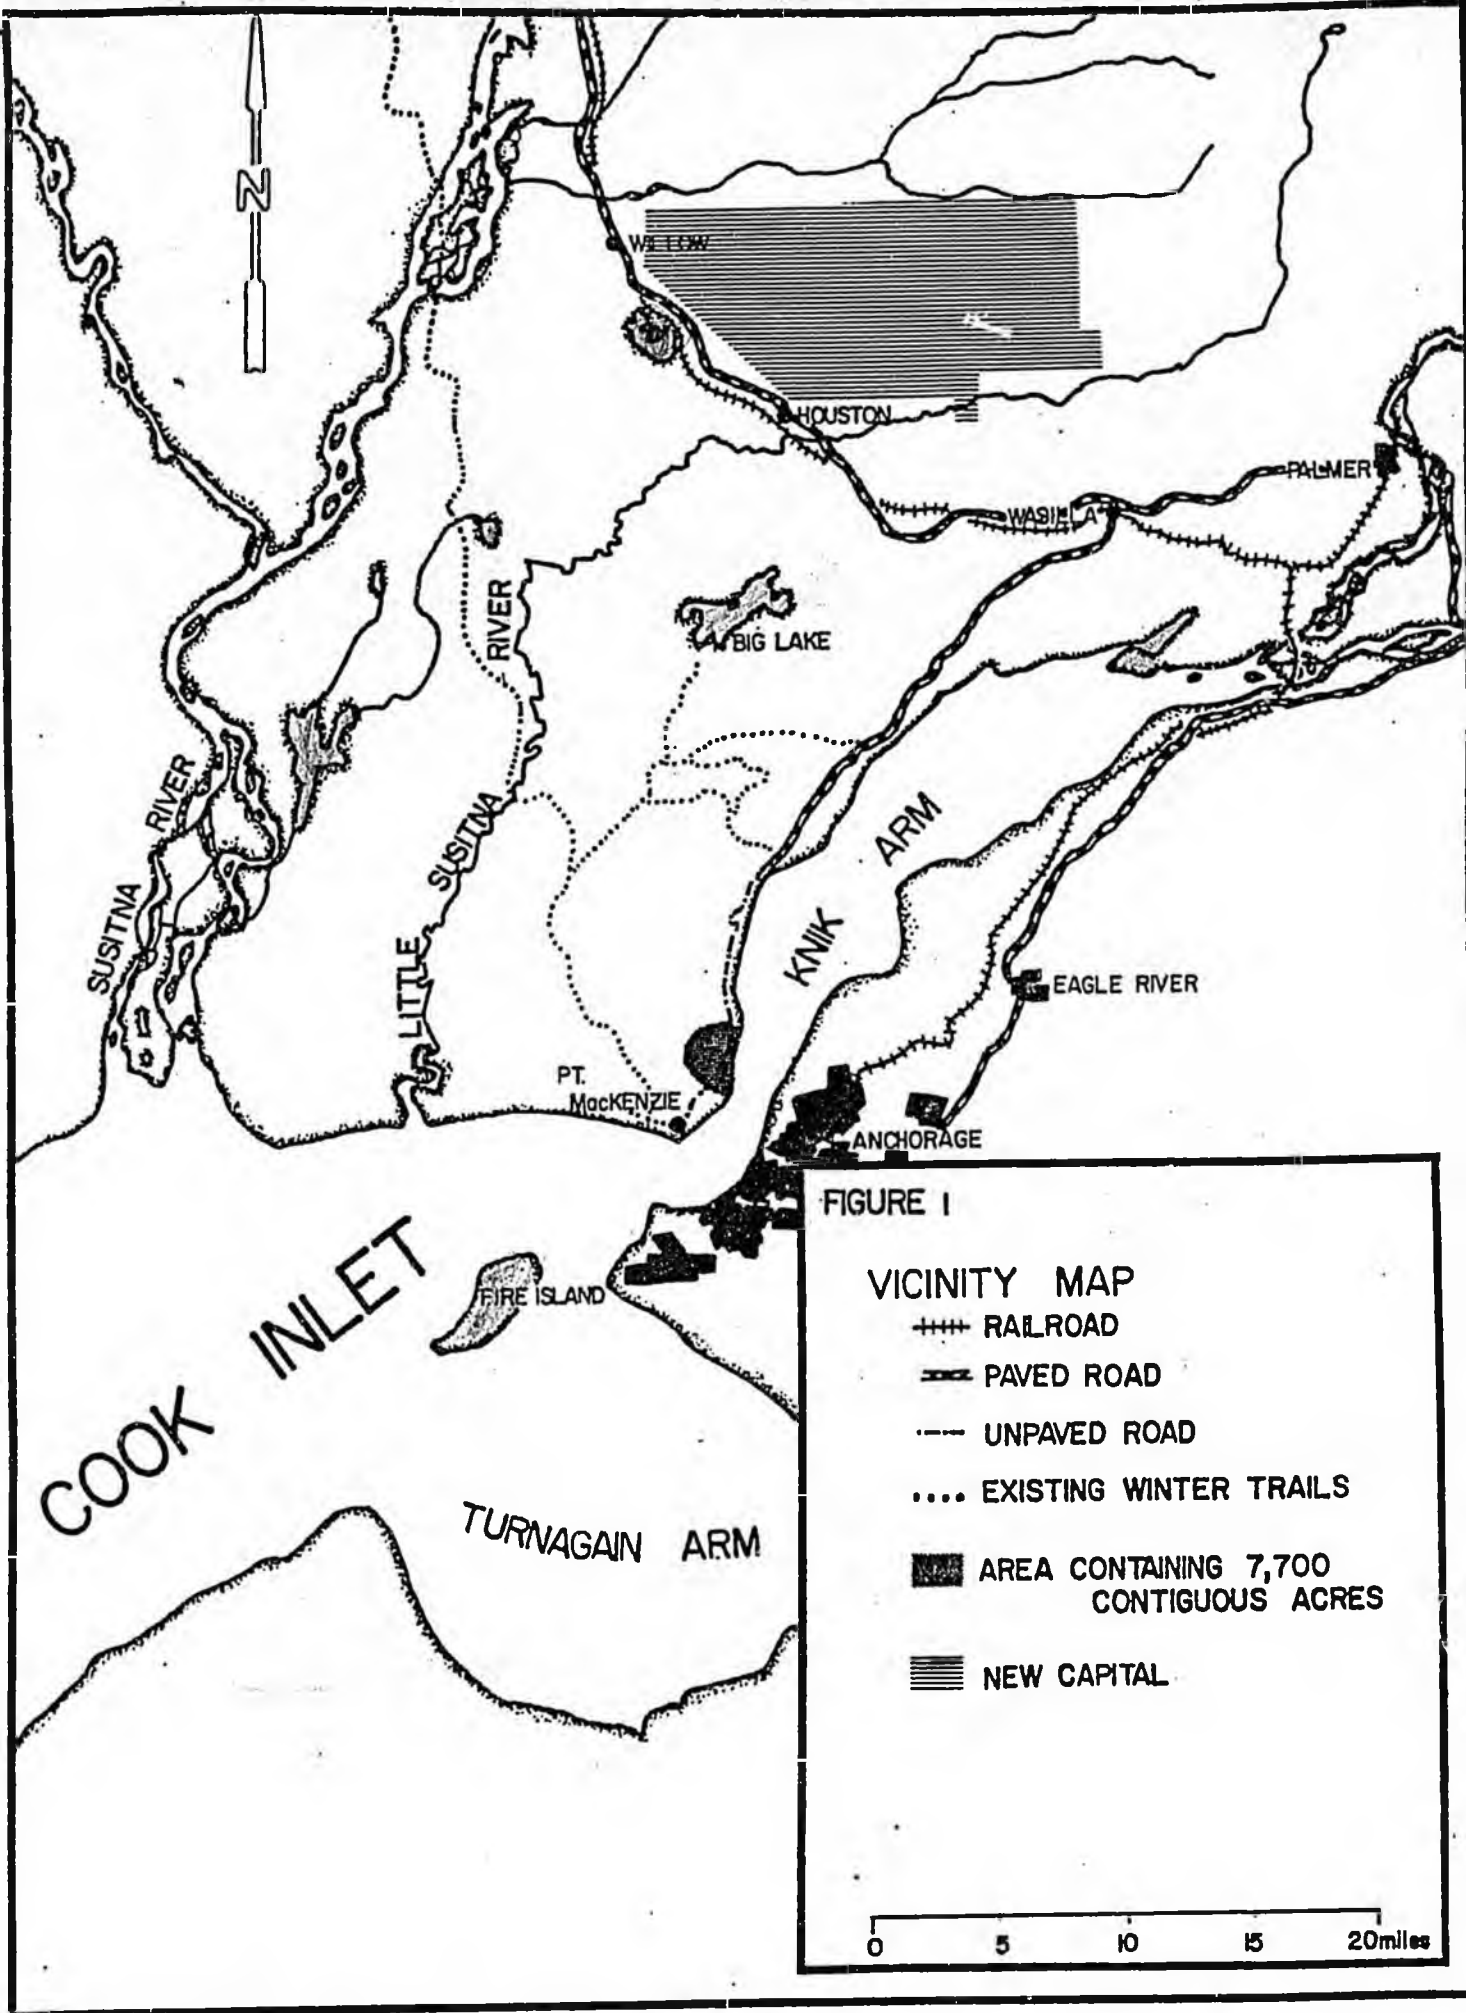 N
WILLOW
HOUSTON
PALMER
WASILLA
RIVER
BIG LAKE
RIVER
SUSITNA
ARM
SUSITNA
KNIK
LITTLE
EAGLE RIVER
PT.
MacKENZIE
ANCHORAGE
FIGURE 1
COOK INLET
FIRE ISLAND
VICINITY MAP
RAILROAD
PAVED ROAD
UNPAVED ROAD
EXISTING WINTER TRAILS
TURNAGAIN ARM
AREA CONTAINING 7,700
CONTIGUOUS ACRES
NEW CAPITAL
0 5 10 15 20miles